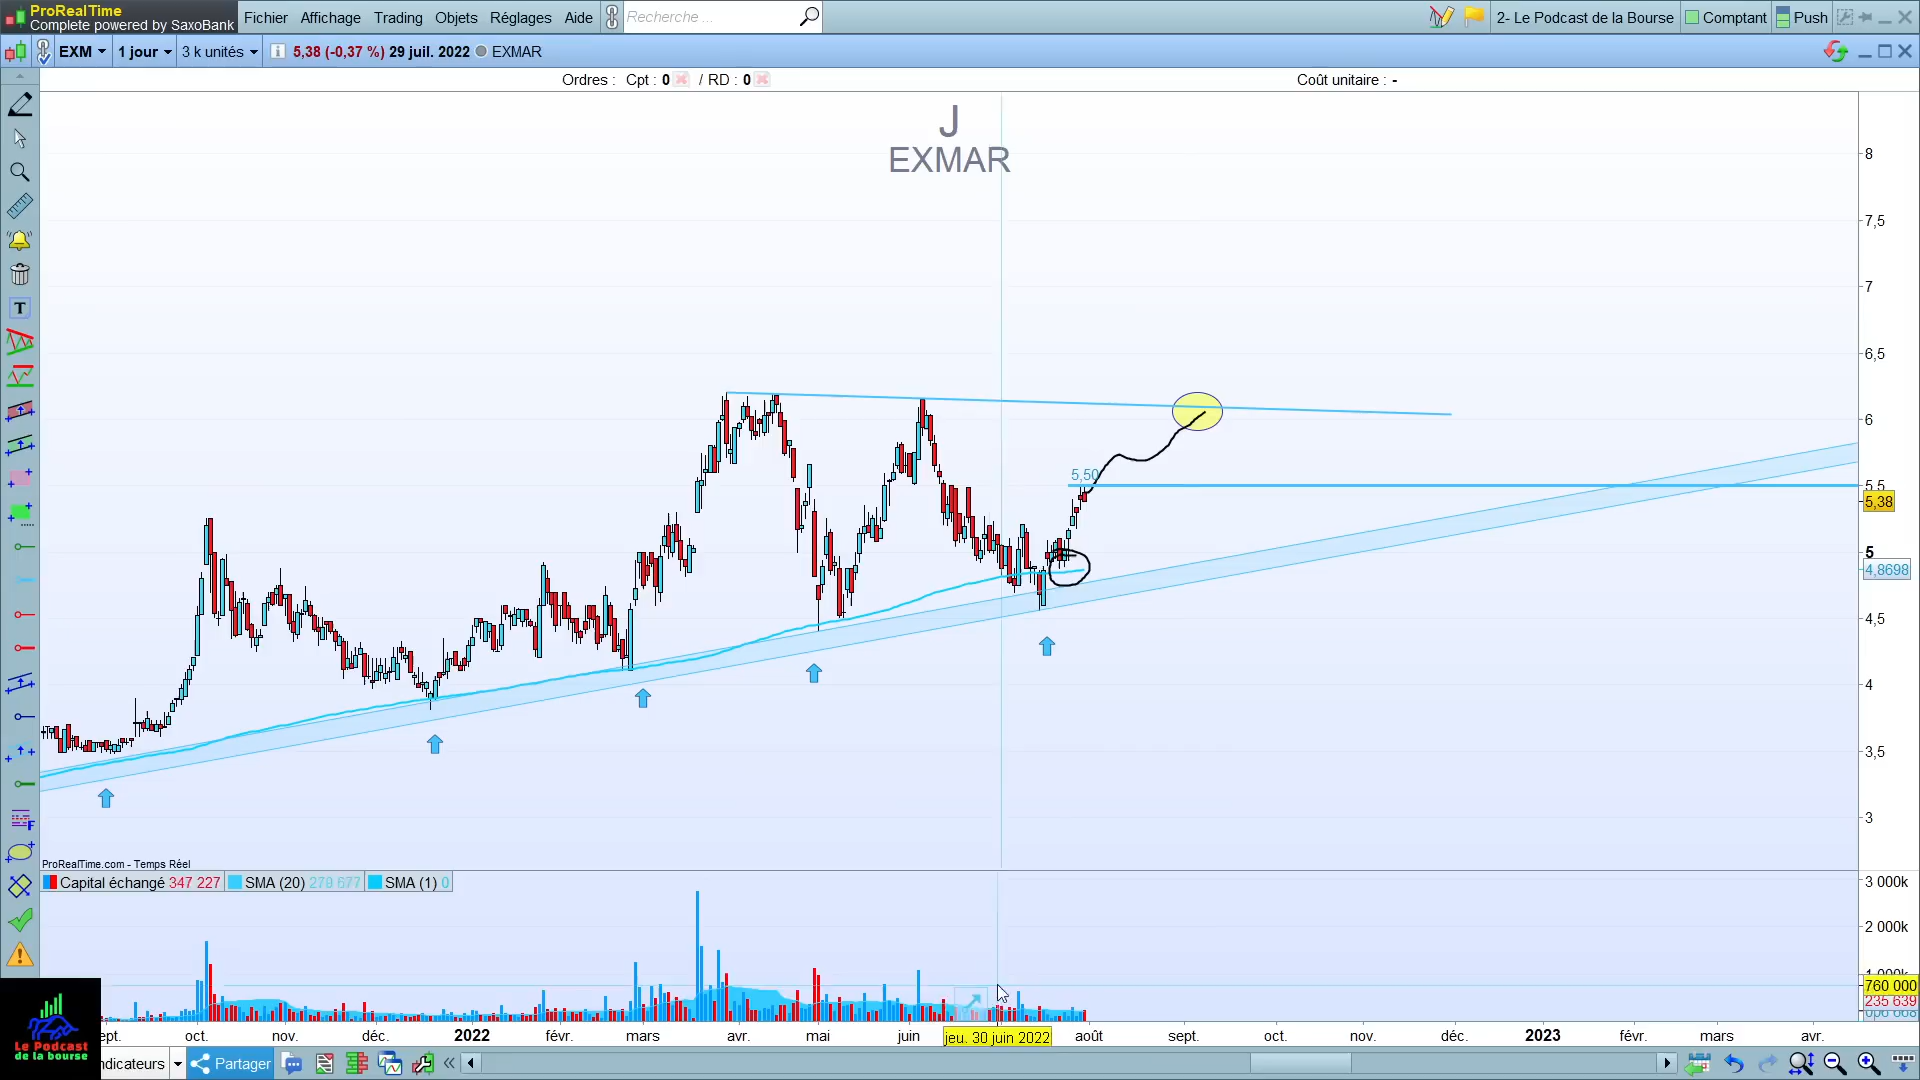 ProRealTime
Complete powered by SaxoBank
Fichier Affichage Trading Objets Réglages Aide
Recherche ...
2- Le Podcast de la Bourse Comptant Push
EXM 1 jour 3 k unités 5,38 (-0,37 %) 29 juil. 2022 EXMAR
Ordres : Cpt : 0 / RD : 0 Coût unitaire : -
J
EXMAR
8
7,5
7
6,5
6
5,50
5,5
5,38
5
4,8698
4,5
4
3,5
3
T
F
ProRealTime.com - Temps Réel
Capital échangé 347 227 SMA (20) 270 677 SMA (1) 0
3 000k
2 000k
760 000
235 639
sept. oct. nov. déc. 2022 févr. mars avr. mai juin jeu. 30 juin 2022 août sept. oct. nov. déc. 2023 févr. mars avr.
Le Podcast
de la bourse
ndicateurs Partager